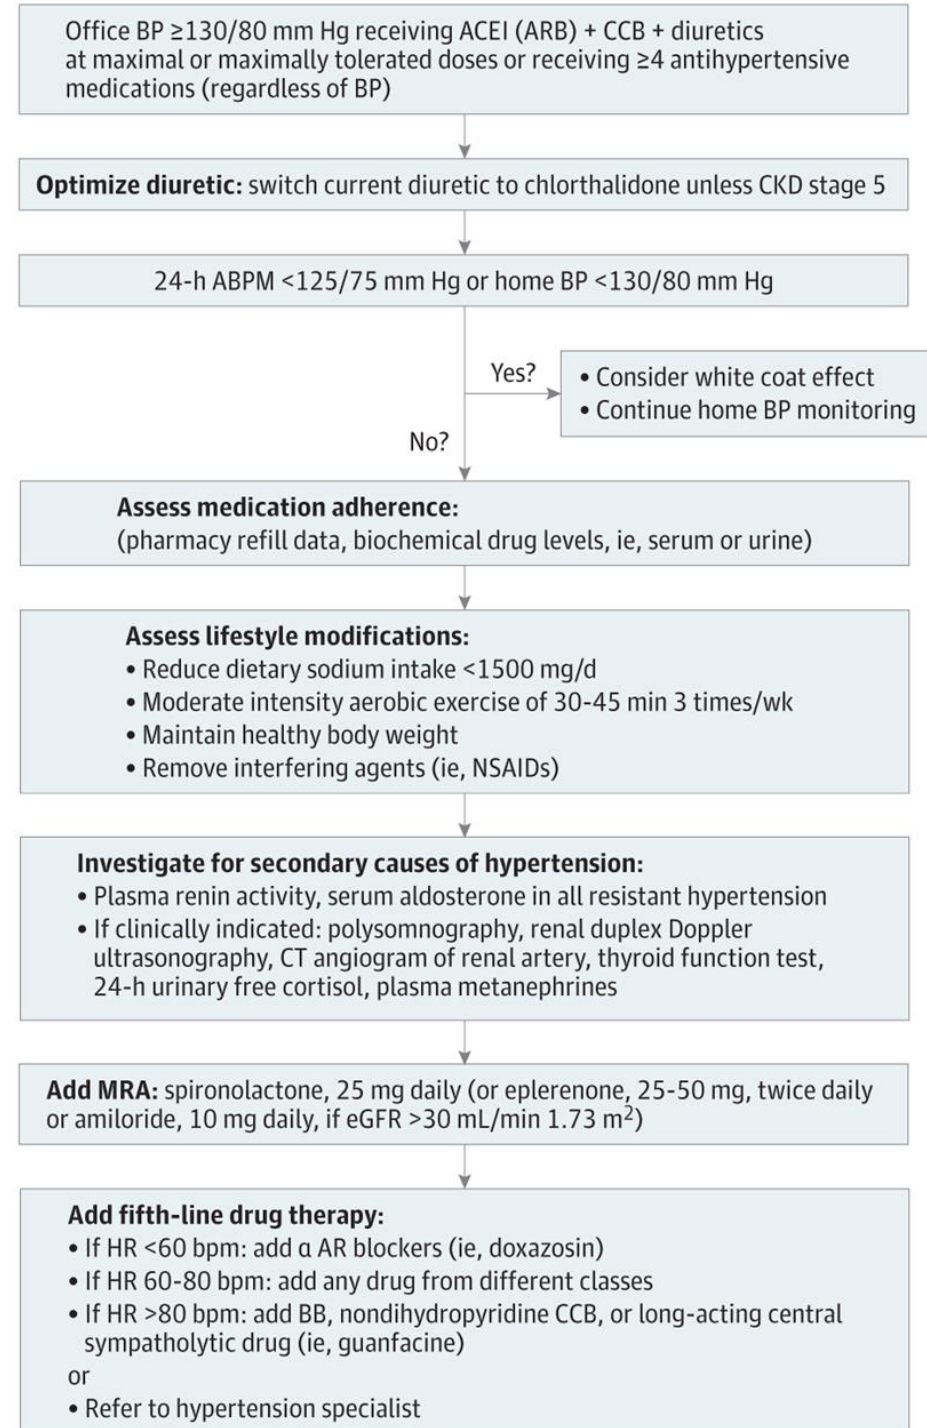 Office BP ≥130/80 mm Hg receiving ACEI (ARB) + CCB + diuretics
at maximal or maximally tolerated doses or receiving ≥4 antihypertensive
medications (regardless of BP)
Optimize diuretic: switch current diuretic to chlorthalidone unless CKD stage 5
24-h ABPM <125/75 mm Hg or home BP <130/80 mm Hg
Yes?
• Consider white coat effect
• Continue home BP monitoring
No?
Assess medication adherence:
(pharmacy refill data, biochemical drug levels, ie, serum or urine)
Assess lifestyle modifications:
• Reduce dietary sodium intake <1500 mg/d
• Moderate intensity aerobic exercise of 30-45 min 3 times/wk
• Maintain healthy body weight
• Remove interfering agents (ie, NSAIDs)
Investigate for secondary causes of hypertension:
• Plasma renin activity, serum aldosterone in all resistant hypertension
• If clinically indicated: polysomnography, renal duplex Doppler
ultrasonography, CT angiogram of renal artery, thyroid function test,
24-h urinary free cortisol, plasma metanephrines
Add MRA: spironolactone, 25 mg daily (or eplerenone, 25-50 mg, twice daily
or amiloride, 10 mg daily, if eGFR >30 mL/min 1.73 m²)
Add fifth-line drug therapy:
• If HR <60 bpm: add α AR blockers (ie, doxazosin)
• If HR 60-80 bpm: add any drug from different classes
• If HR >80 bpm: add BB, nondihydropyridine CCB, or long-acting central
sympatholytic drug (ie, guanfacine)
or
• Refer to hypertension specialist